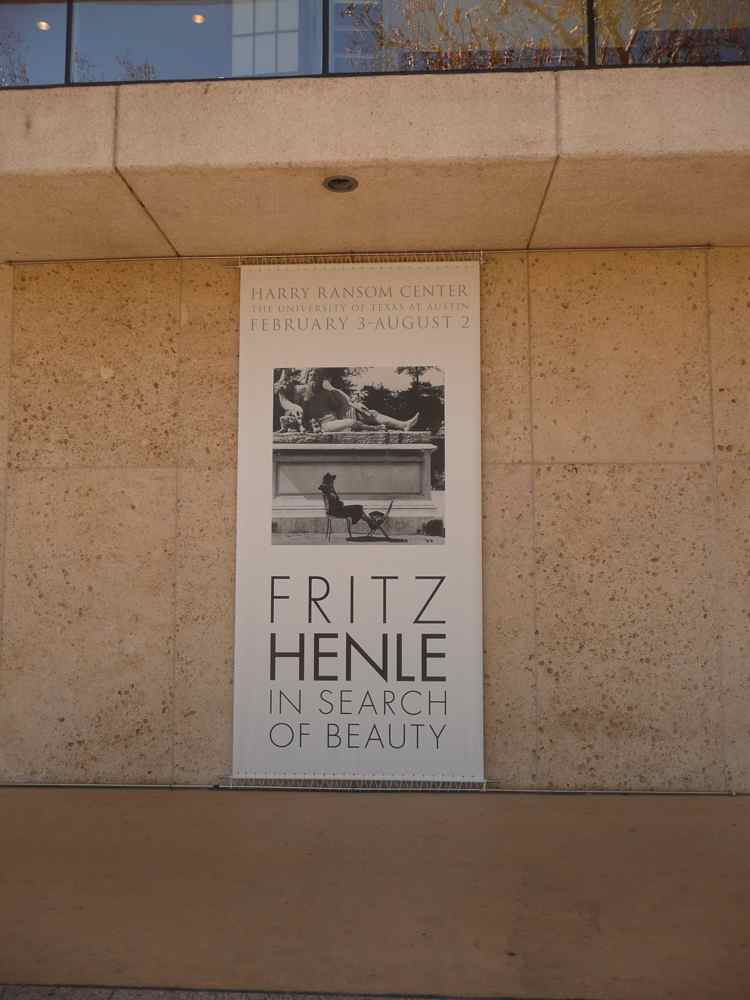 HARRY RANSOM CENTER
THE UNIVERSITY OF TEXAS AT AUSTIN
FEBRUARY 3–AUGUST 2
FRITZ
HENLE
IN SEARCH
OF BEAUTY